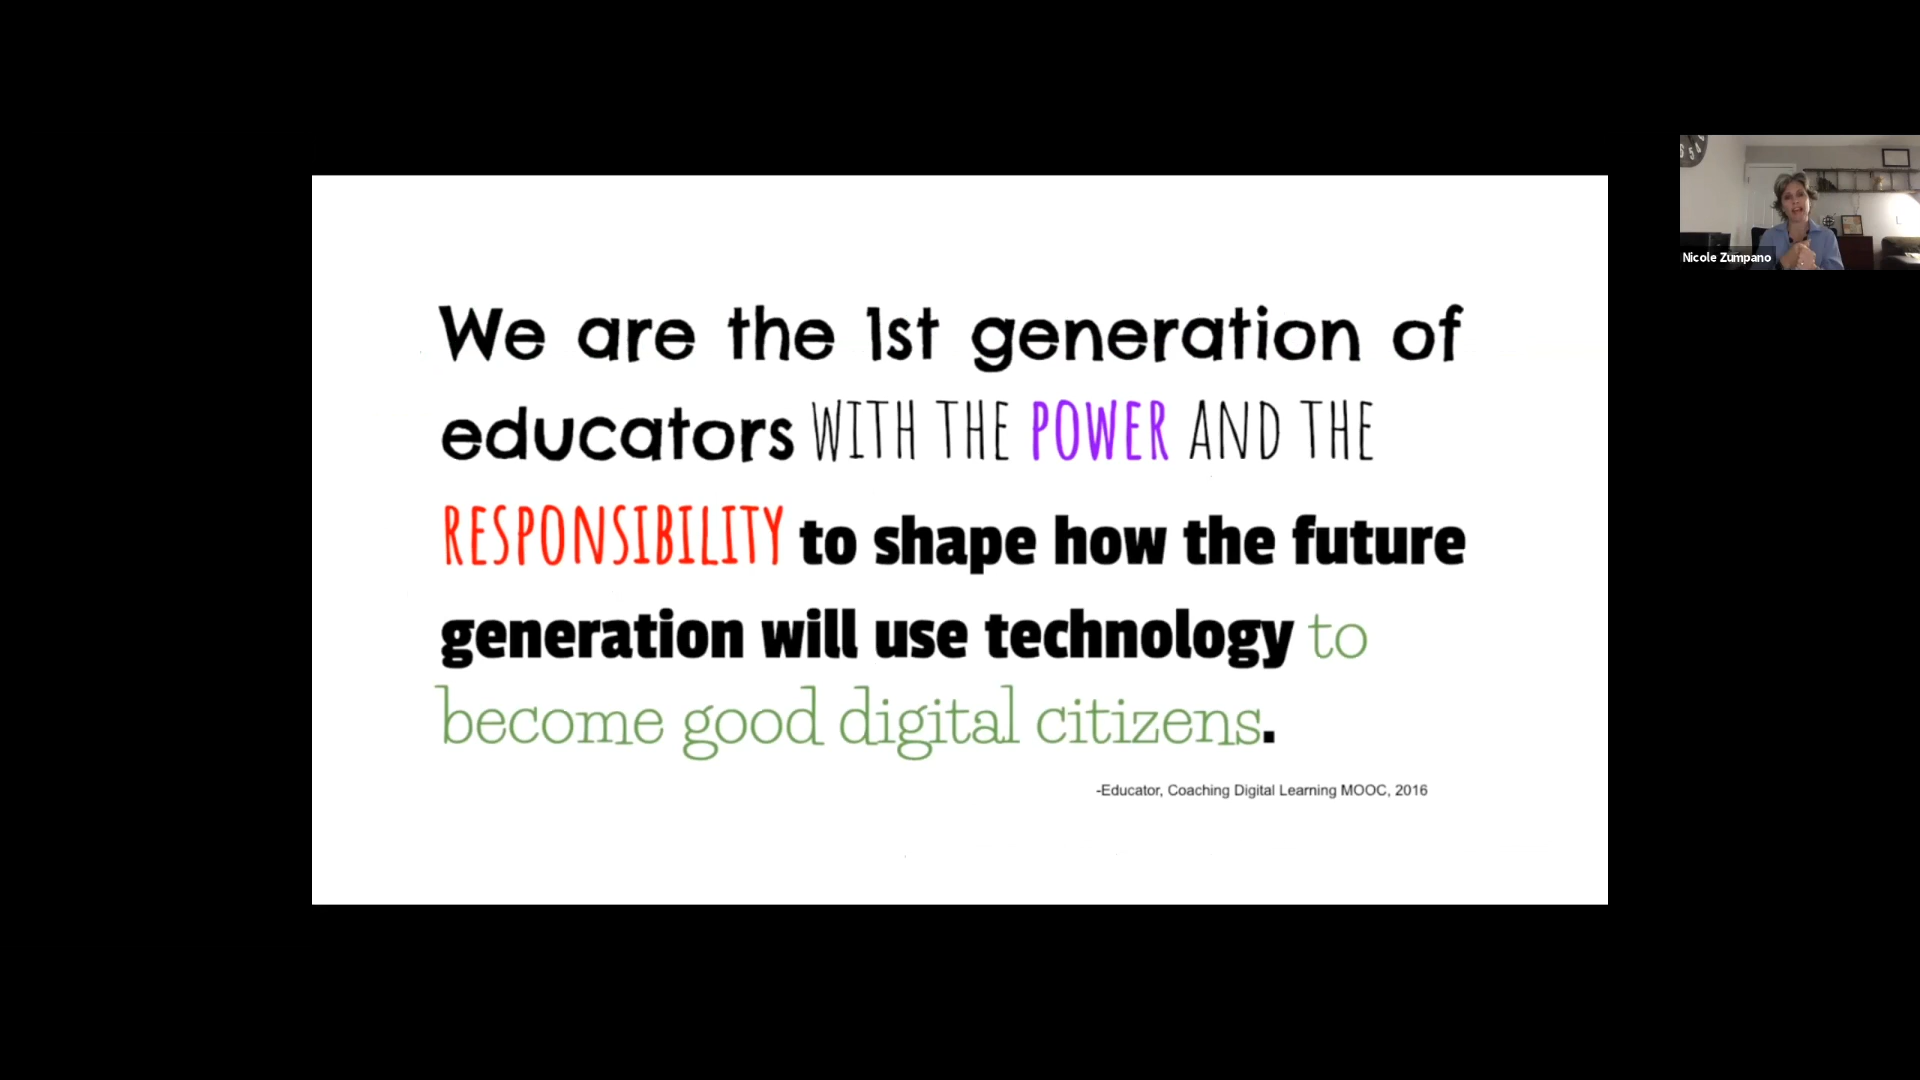 We are the 1st generation of
educators WITH THE POWER AND THE
RESPONSIBILITY to shape how the future
generation will use technology to
become good digital citizens.
-Educator, Coaching Digital Learning MOOC, 2016
Nicole Zumpano